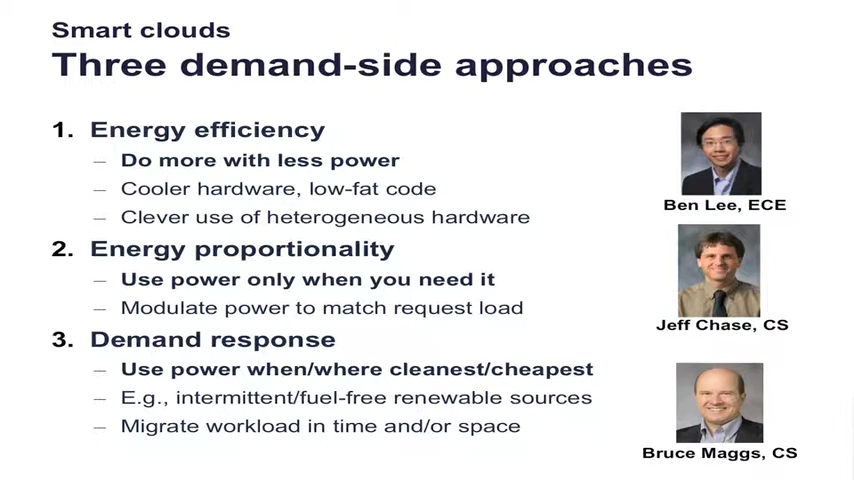 Smart clouds
Three demand-side approaches
1. Energy efficiency
– Do more with less power
– Cooler hardware, low-fat code
– Clever use of heterogeneous hardware
2. Energy proportionality
– Use power only when you need it
– Modulate power to match request load
3. Demand response
– Use power when/where cleanest/cheapest
– E.g., intermittent/fuel-free renewable sources
– Migrate workload in time and/or space
Ben Lee, ECE
Jeff Chase, CS
Bruce Maggs, CS